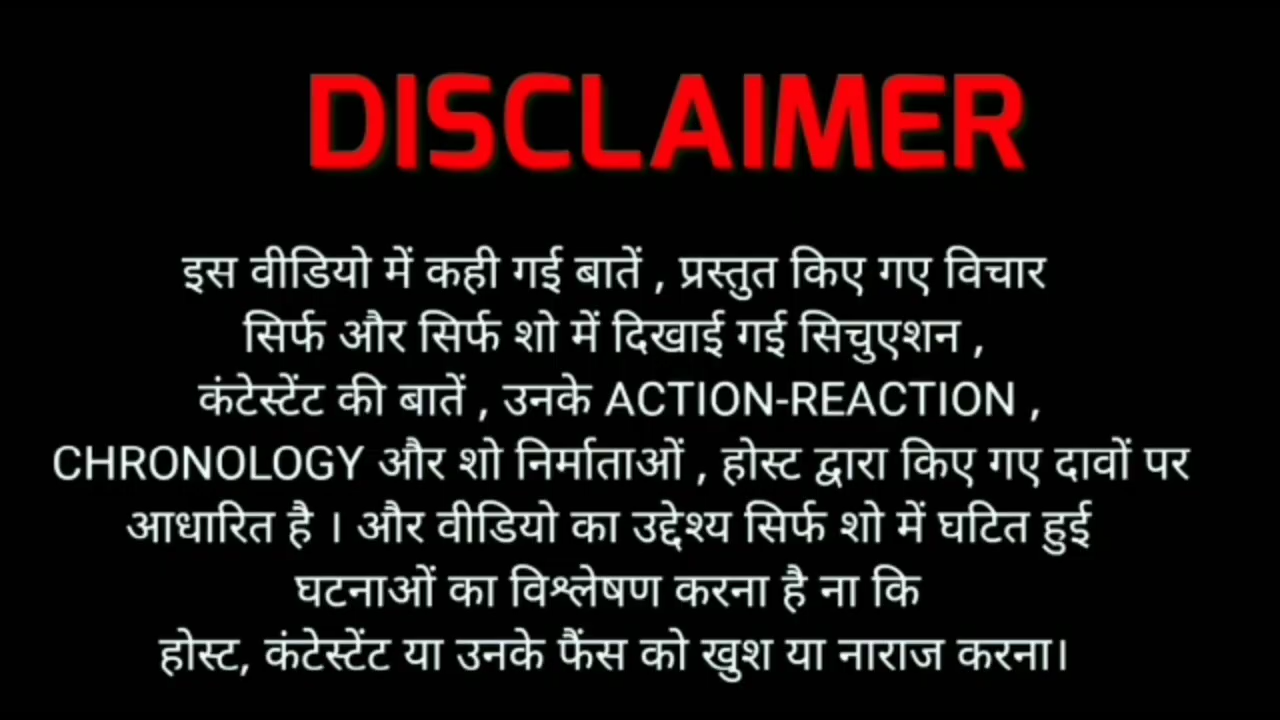 DISCLAIMER
इस वीडियो में कही गई बातें , प्रस्तुत किए गए विचार
सिर्फ और सिर्फ शो में दिखाई गई सिचुएशन ,
कंटेस्टेंट की बातें , उनके ACTION-REACTION ,
CHRONOLOGY और शो निर्माताओं , होस्ट द्वारा किए गए दावों पर
आधारित है । और वीडियो का उद्देश्य सिर्फ शो में घटित हुई
घटनाओं का विश्लेषण करना है ना कि
होस्ट, कंटेस्टेंट या उनके फैंस को खुश या नाराज करना।